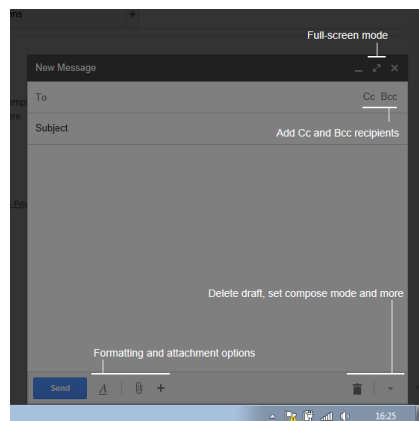 ns +
Full-screen mode
New Message
To Cc Bcc
Subject
Add Cc and Bcc recipients
Delete draft, set compose mode and more
Formatting and attachment options
Send A +
16:25